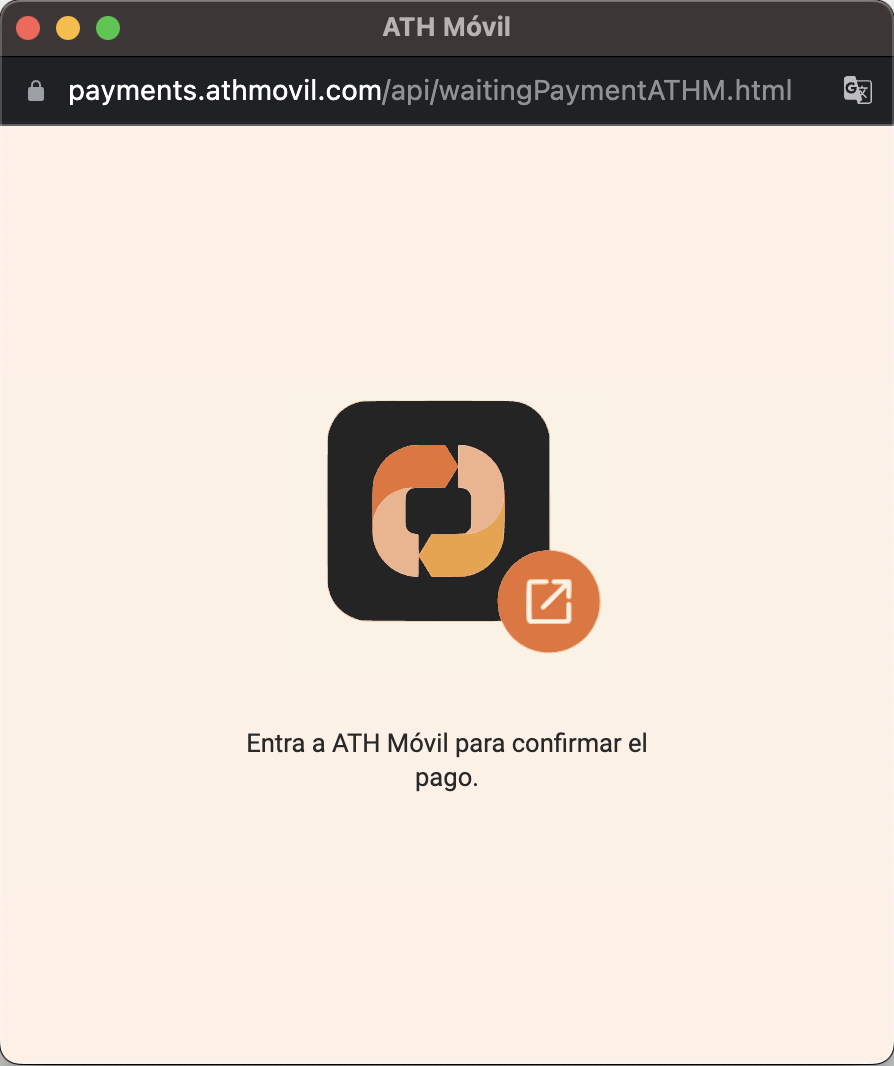 ATH Móvil
payments.athmovil.com/api/waitingPaymentATHM.html
Entra a ATH Móvil para confirmar el
pago.